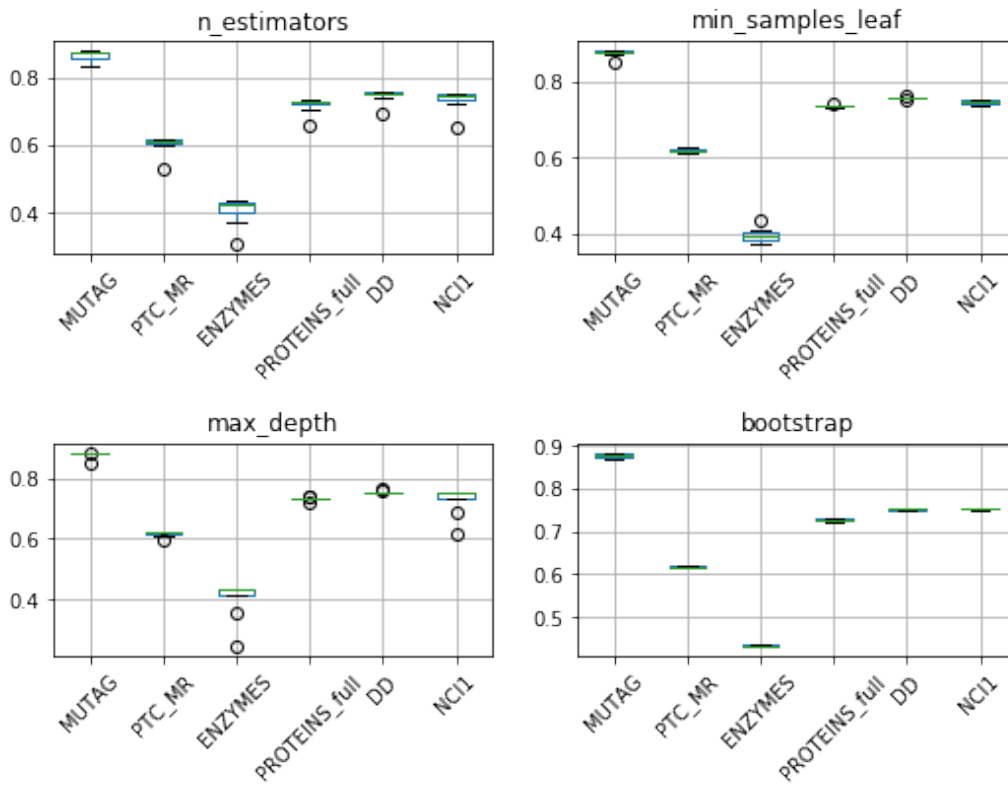 n_estimators
0.8
0.6
0.4
MUTAG
PTC_MR
ENZYMES
PROTEINS_full
DD
NCI1
min_samples_leaf
0.8
0.6
0.4
MUTAG
PTC_MR
ENZYMES
PROTEINS_full
DD
NCI1
max_depth
0.8
0.6
0.4
MUTAG
PTC_MR
ENZYMES
PROTEINS_full
DD
NCI1
bootstrap
0.9
0.8
0.7
0.6
0.5
MUTAG
PTC_MR
ENZYMES
PROTEINS_full
DD
NCI1